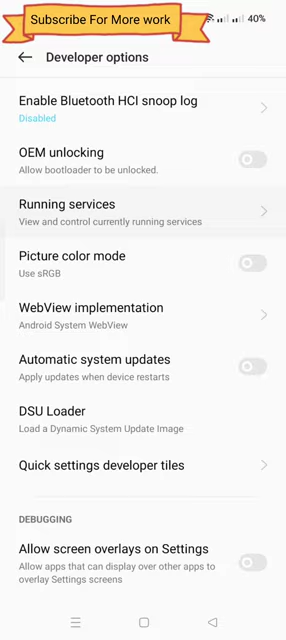 Subscribe For More work
40%
Developer options
Enable Bluetooth HCI snoop log
Disabled
OEM unlocking
Allow bootloader to be unlocked.
Running services
View and control currently running services
Picture color mode
Use sRGB
WebView implementation
Android System WebView
Automatic system updates
Apply updates when device restarts
DSU Loader
Load a Dynamic System Update Image
Quick settings developer tiles
DEBUGGING
Allow screen overlays on Settings
Allow apps that can display over other apps to
overlay Settings screens